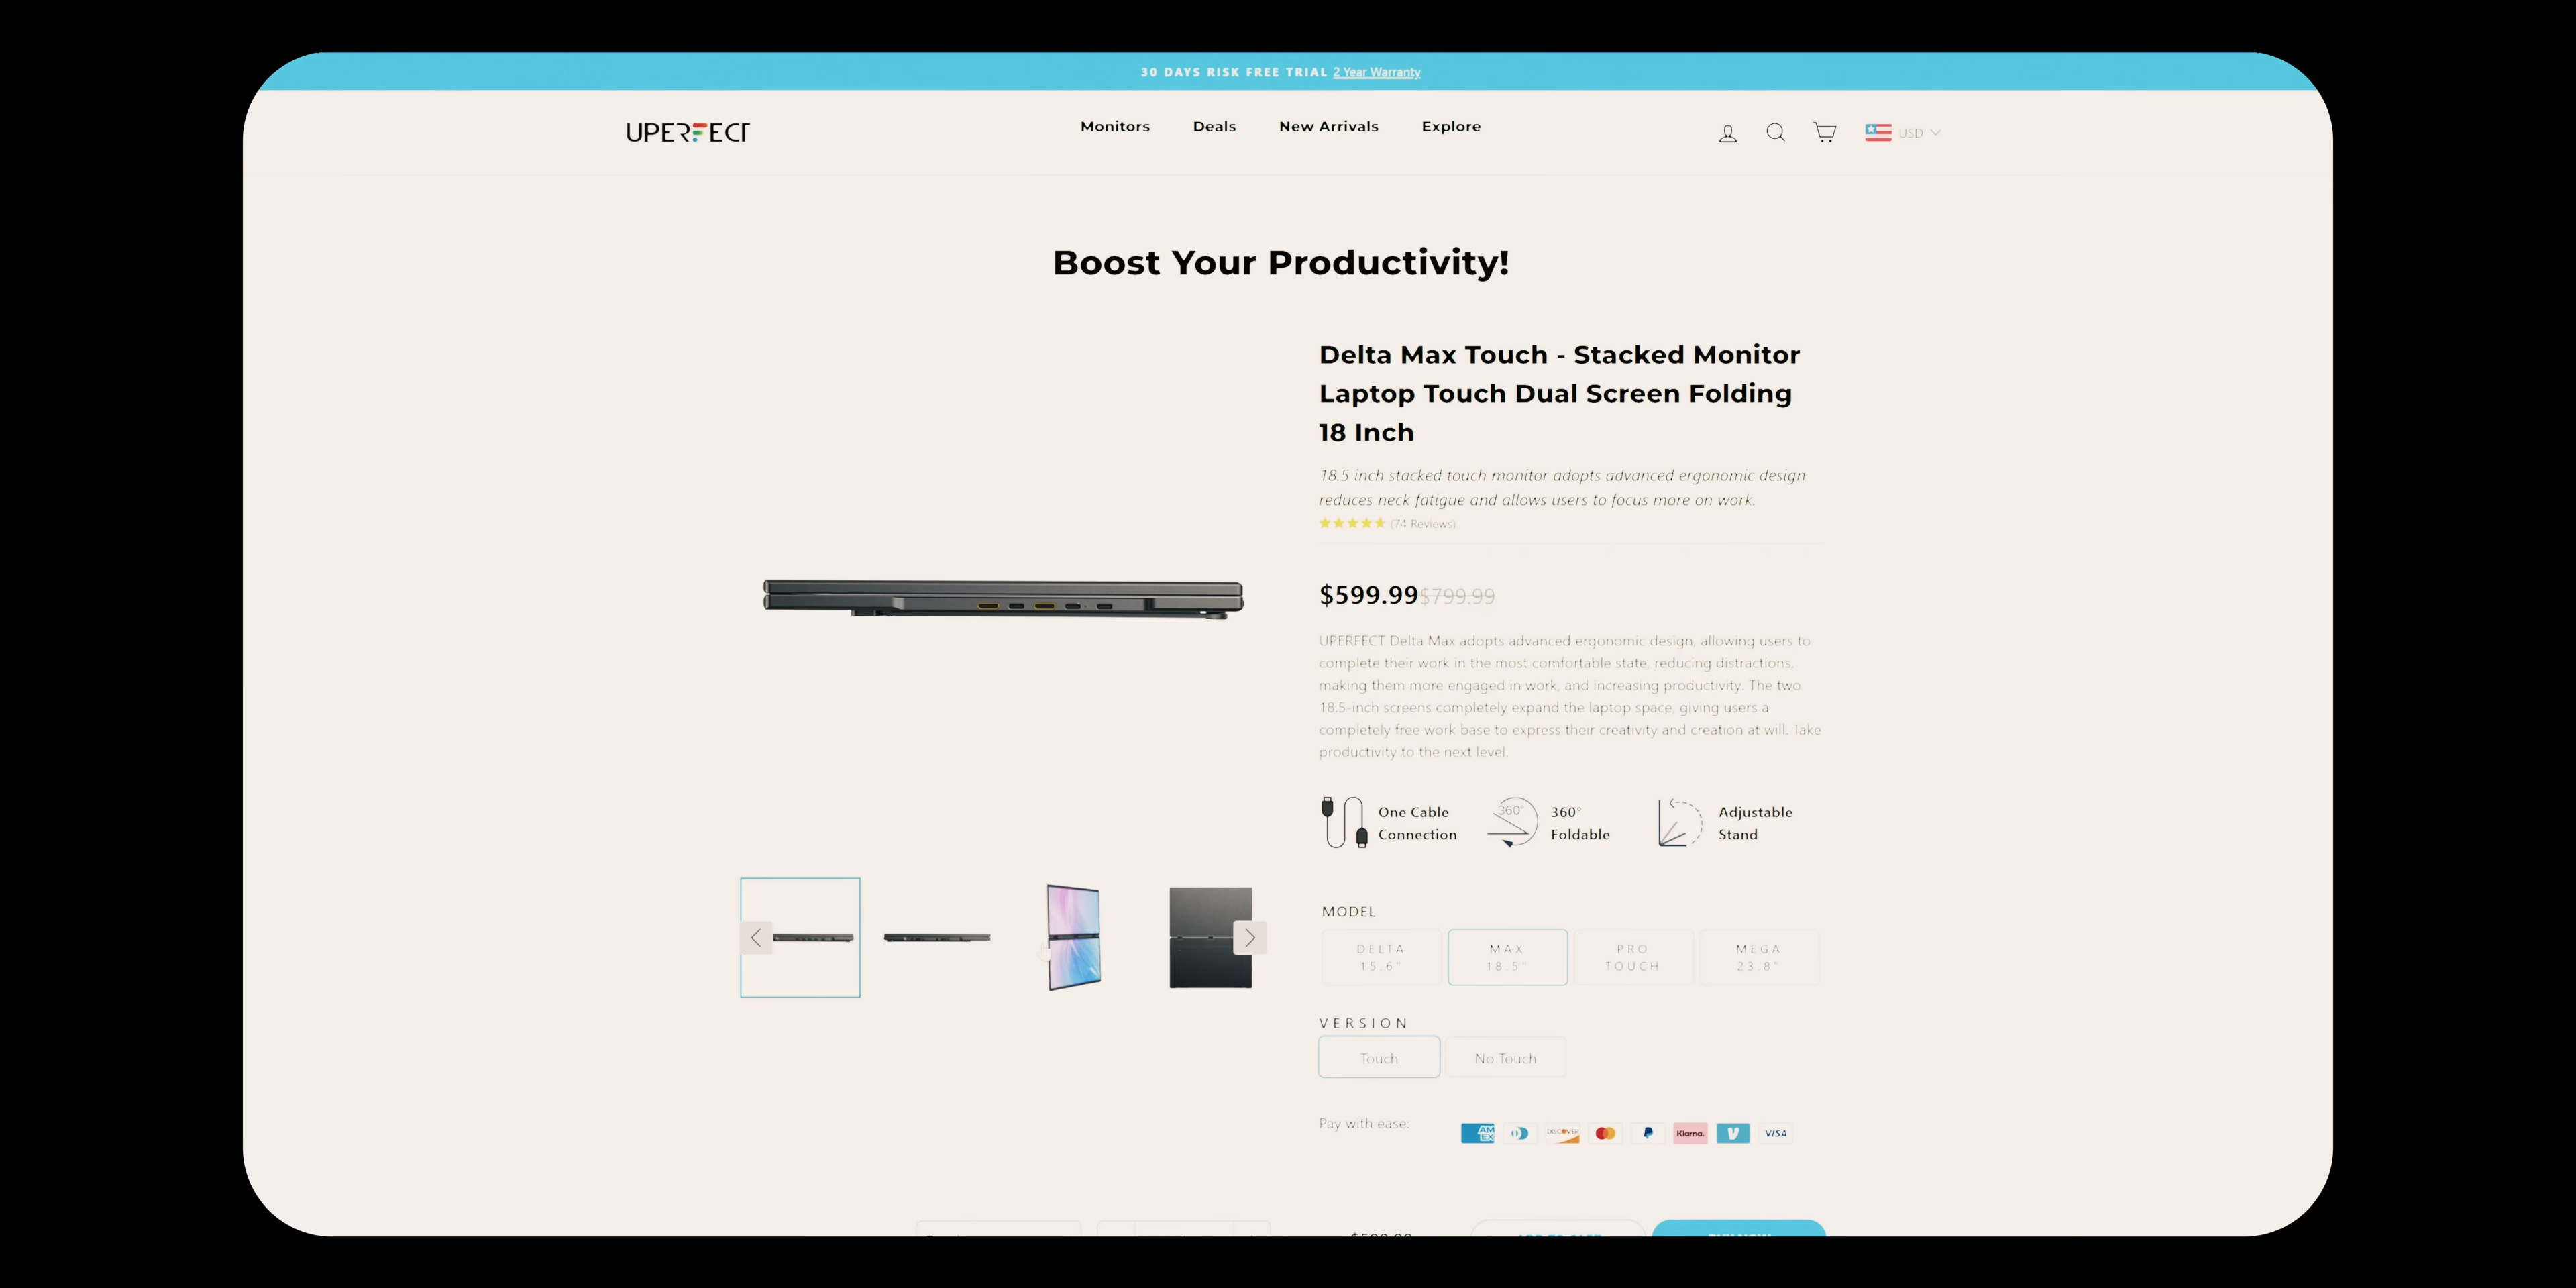 30 DAYS RISK FREE TRIAL 2 Year Warranty
UPERFECT
Monitors Deals New Arrivals Explore
USD
Boost Your Productivity!
Delta Max Touch - Stacked Monitor
Laptop Touch Dual Screen Folding
18 Inch
18.5 inch stacked touch monitor adopts advanced ergonomic design
reduces neck fatigue and allows users to focus more on work.
(74 Reviews)
$599.99 $799.99
UPERFECT Delta Max adopts advanced ergonomic design, allowing users to
complete their work in the most comfortable state, reducing distractions,
making them more engaged in work, and increasing productivity. The two
18.5-inch screens completely expand the laptop space, giving users a
completely free work base to express their creativity and creation at will. Take
productivity to the next level.
One Cable
Connection
360°
360°
Foldable
Adjustable
Stand
MODEL
DELTA
15.6"
MAX
18.5"
PRO
TOUCH
MEGA
23.8"
VERSION
Touch
No Touch
Pay with ease:
AMEX DISCOVER Klarna. V VISA